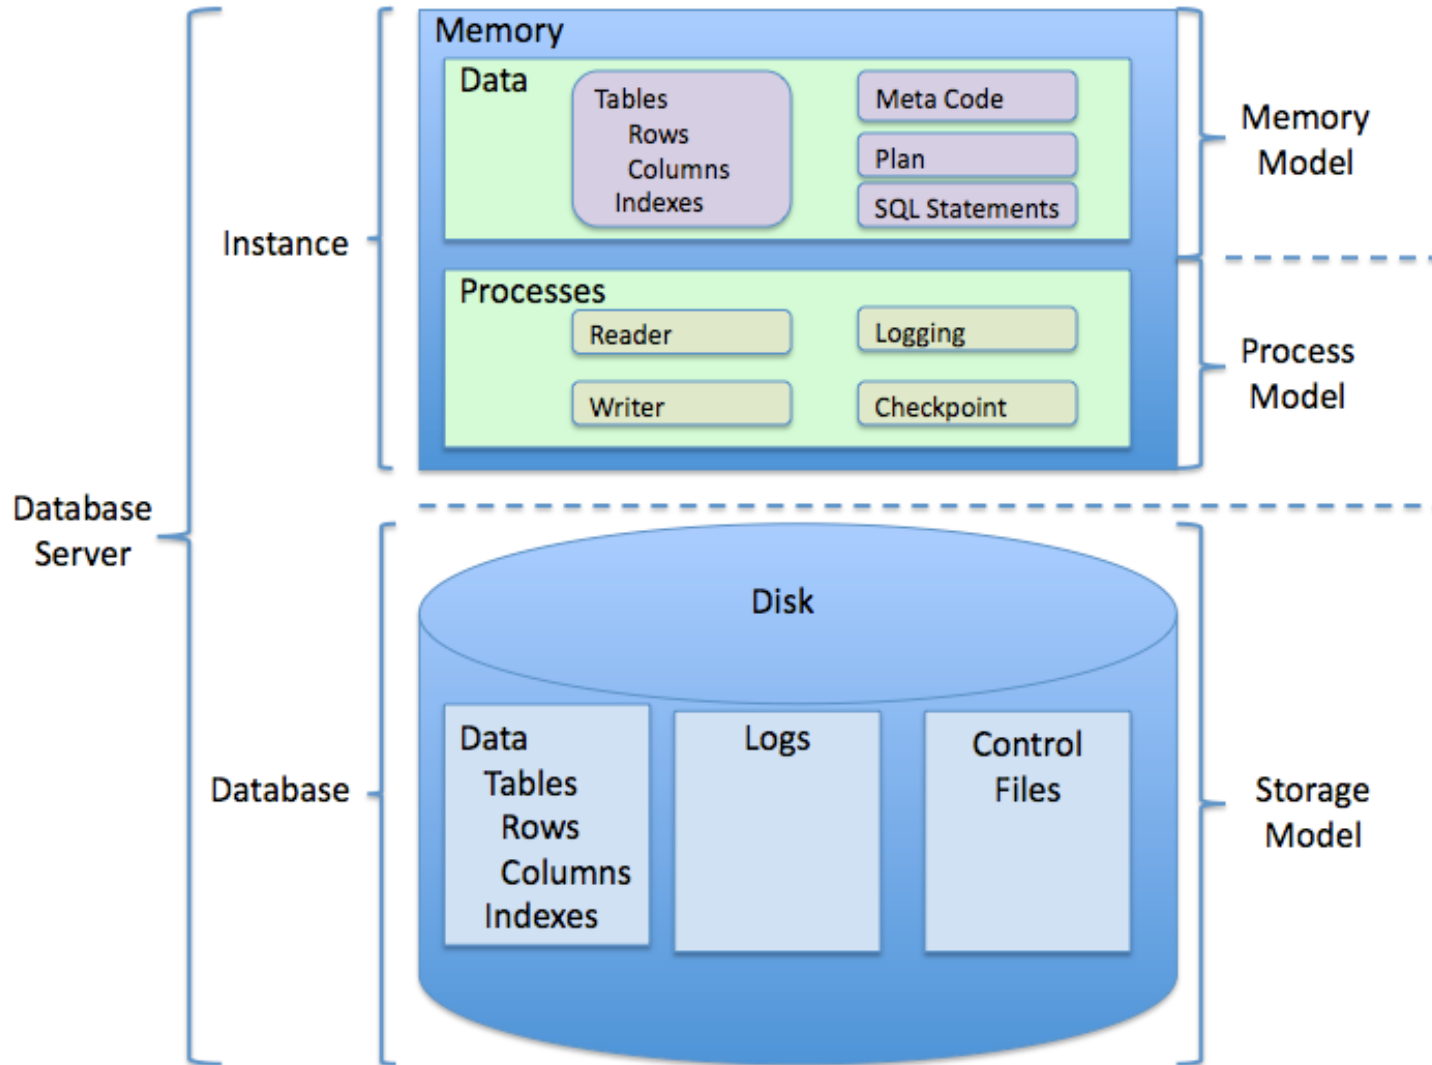 Memory
Data
Tables
Rows
Columns
Indexes
Meta Code
Plan
SQL Statements
Memory
Model
Instance
Processes
Reader
Writer
Logging
Checkpoint
Process
Model
Database
Server
Disk
Data
Tables
Rows
Columns
Indexes
Logs
Control
Files
Database
Storage
Model